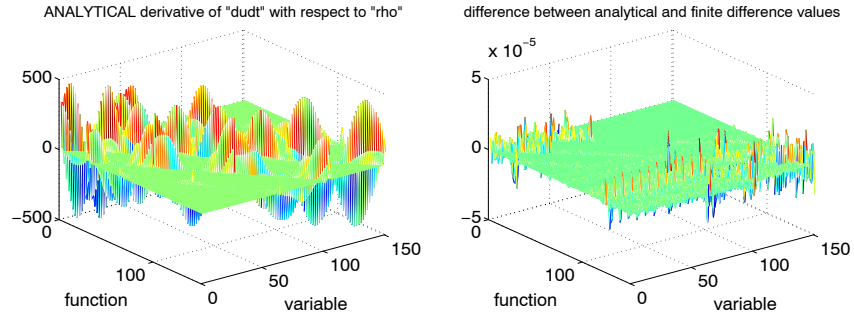 ANALYTICAL derivative of "dudt" with respect to "rho"
500
0
−500
0
100
function
0
50
100
150
variable
difference between analytical and finite difference values
x 10⁻⁵
5
0
−5
0
100
function
0
50
100
150
variable